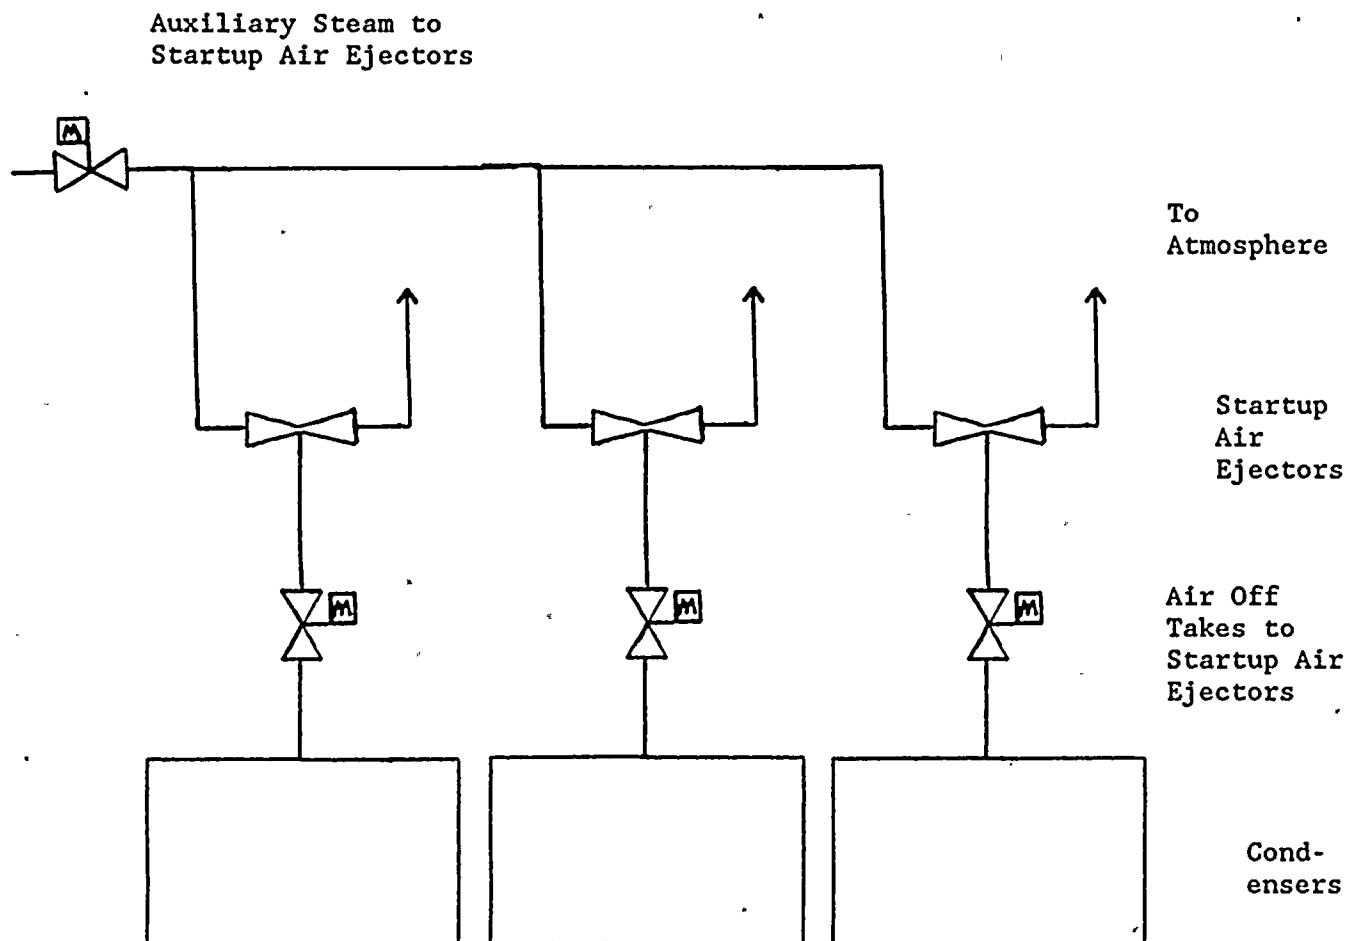 Auxiliary Steam to
Startup Air Ejectors
M
To
Atmosphere
Startup
Air
Ejectors
M
M
M
Air Off
Takes to
Startup Air
Ejectors
Cond-
ensers